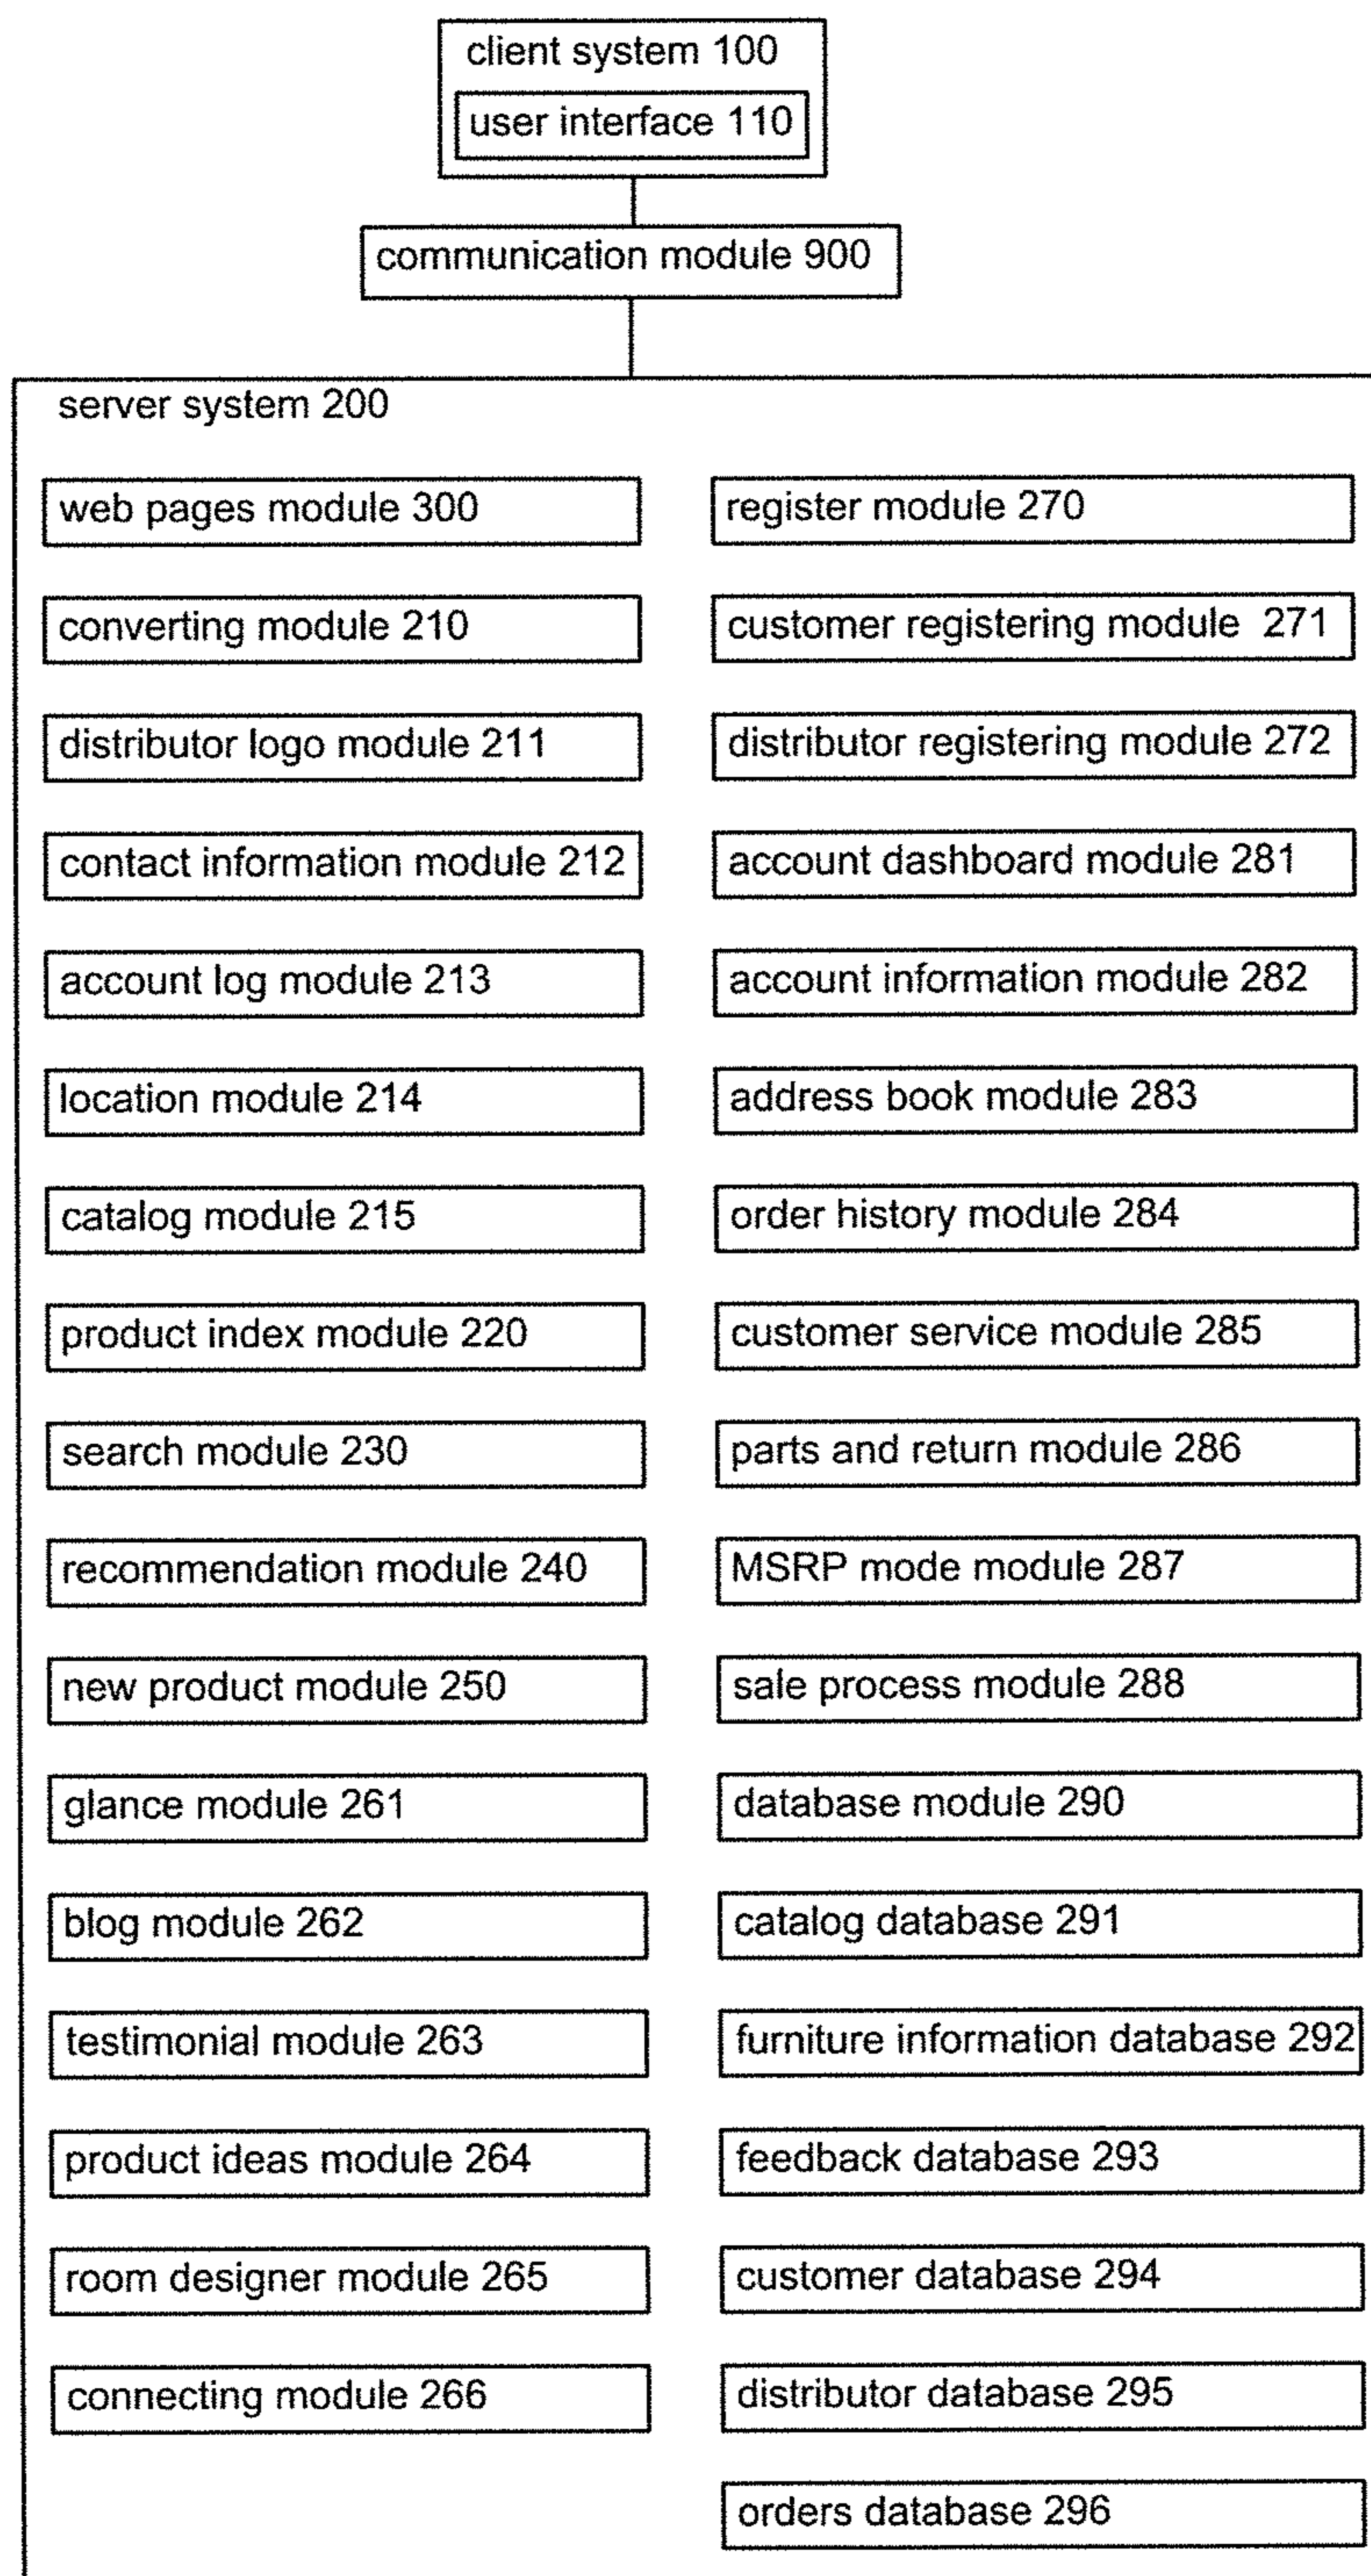 client system 100
user interface 110
communication module 900
server system 200
web pages module 300
converting module 210
distributor logo module 211
contact information module 212
account log module 213
location module 214
catalog module 215
product index module 220
search module 230
recommendation module 240
new product module 250
glance module 261
blog module 262
testimonial module 263
product ideas module 264
room designer module 265
connecting module 266
register module 270
customer registering module 271
distributor registering module 272
account dashboard module 281
account information module 282
address book module 283
order history module 284
customer service module 285
parts and return module 286
MSRP mode module 287
sale process module 288
database module 290
catalog database 291
furniture information database 292
feedback database 293
customer database 294
distributor database 295
orders database 296